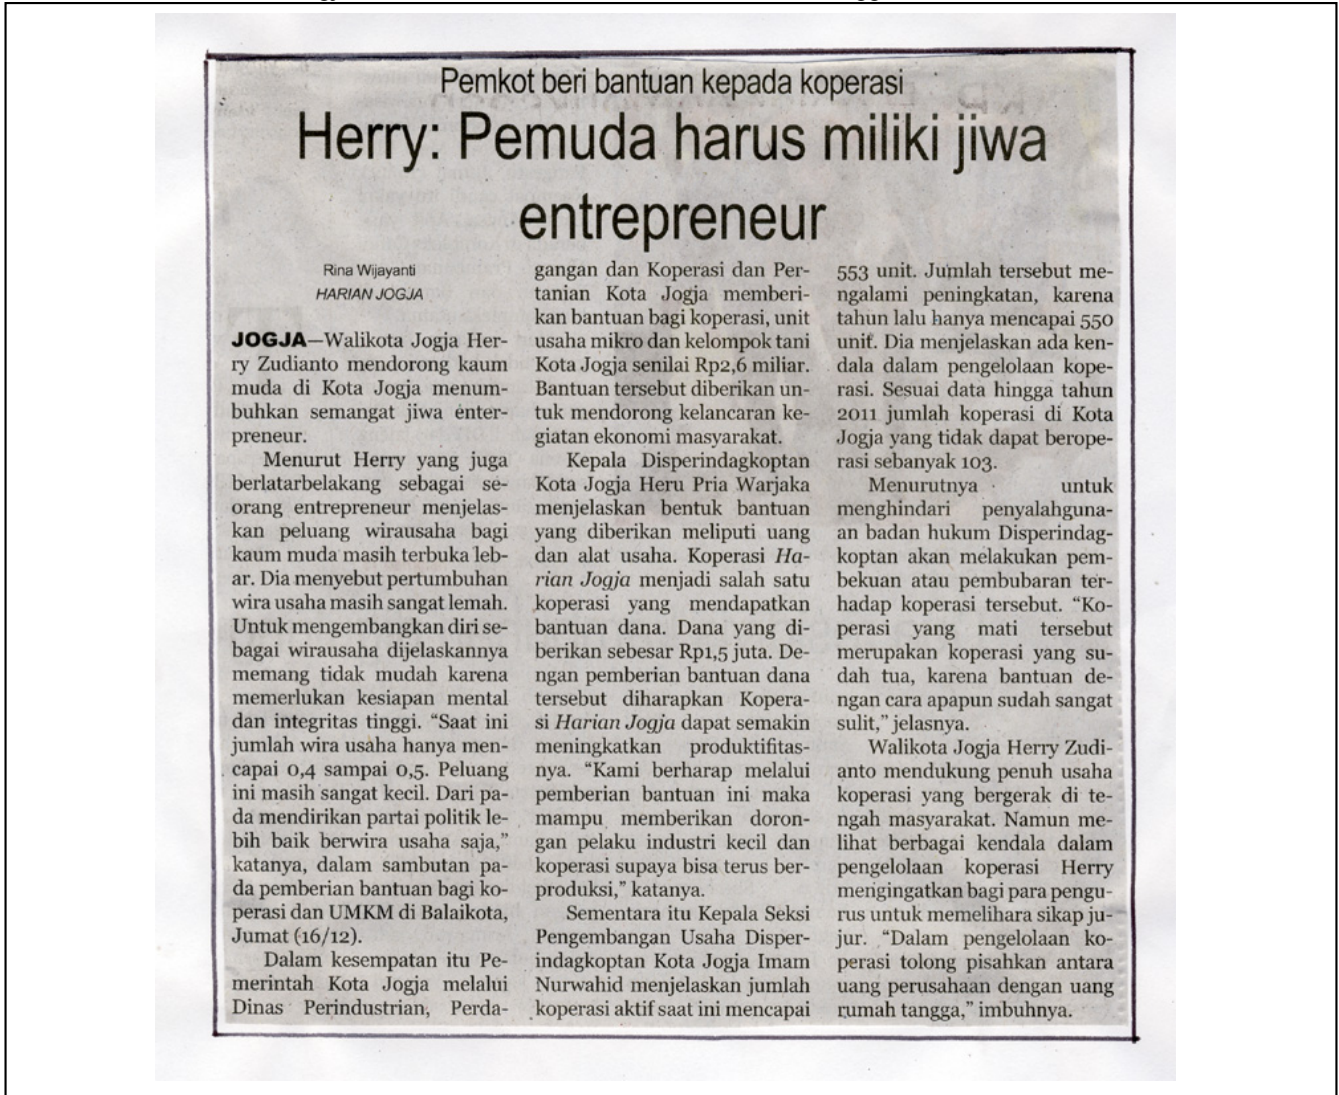 Pemkot beri bantuan kepada koperasi
Herry: Pemuda harus miliki jiwa
entrepreneur
Rina Wijayanti
HARIAN JOGJA
JOGJA—Walikota Jogja Her-
ry Zudianto mendorong kaum
muda di Kota Jogja menum-
buhkan semangat jiwa enter-
preneur.
Menurut Herry yang juga
berlatarbelakang sebagai se-
orang entrepreneur menjelas-
kan peluang wirausaha bagi
kaum muda masih terbuka leb-
ar. Dia menyebut pertumbuhan
wira usaha masih sangat lemah.
Untuk mengembangkan diri se-
bagai wirausaha dijelaskannya
memang tidak mudah karena
memerlukan kesiapan mental
dan integritas tinggi. “Saat ini
jumlah wira usaha hanya men-
capai 0,4 sampai 0,5. Peluang
ini masih sangat kecil. Dari pa-
da mendirikan partai politik le-
bih baik berwira usaha saja,”
katanya, dalam sambutan pa-
da pemberian bantuan bagi ko-
perasi dan UMKM di Balaikota,
Jumat (16/12).
Dalam kesempatan itu Pe-
merintah Kota Jogja melalui
Dinas Perindustrian, Perda-
gangan dan Koperasi dan Per-
tanian Kota Jogja memberi-
kan bantuan bagi koperasi, unit
usaha mikro dan kelompok tani
Kota Jogja senilai Rp2,6 miliar.
Bantuan tersebut diberikan un-
tuk mendorong kelancaran ke-
giatan ekonomi masyarakat.
Kepala Disperindagkoptan
Kota Jogja Heru Pria Warjaka
menjelaskan bentuk bantuan
yang diberikan meliputi uang
dan alat usaha. Koperasi Ha-
rian Jogja menjadi salah satu
koperasi yang mendapatkan
bantuan dana. Dana yang di-
berikan sebesar Rp1,5 juta. De-
ngan pemberian bantuan dana
tersebut diharapkan Kopera-
si Harian Jogja dapat semakin
meningkatkan produktifitas-
nya. “Kami berharap melalui
pemberian bantuan ini maka
mampu memberikan doron-
gan pelaku industri kecil dan
koperasi supaya bisa terus ber-
produksi,” katanya.
Sementara itu Kepala Seksi
Pengembangan Usaha Disper-
indagkoptan Kota Jogja Imam
Nurwahid menjelaskan jumlah
koperasi aktif saat ini mencapai
553 unit. Jumlah tersebut me-
ngalami peningkatan, karena
tahun lalu hanya mencapai 550
unit. Dia menjelaskan ada ken-
dala dalam pengelolaan kope-
rasi. Sesuai data hingga tahun
2011 jumlah koperasi di Kota
Jogja yang tidak dapat berope-
rasi sebanyak 103.
Menurutnya untuk
menghindari penyalahguna-
an badan hukum Disperindag-
koptan akan melakukan pem-
bekuan atau pembubaran ter-
hadap koperasi tersebut. “Ko-
perasi yang mati tersebut
merupakan koperasi yang su-
dah tua, karena bantuan de-
ngan cara apapun sudah sangat
sulit,” jelasnya.
Walikota Jogja Herry Zudi-
anto mendukung penuh usaha
koperasi yang bergerak di te-
ngah masyarakat. Namun me-
lihat berbagai kendala dalam
pengelolaan koperasi Herry
mengingatkan bagi para pengu-
rus untuk memelihara sikap ju-
jur. “Dalam pengelolaan ko-
perasi tolong pisahkan antara
uang perusahaan dengan uang
rumah tangga,” imbuhnya.